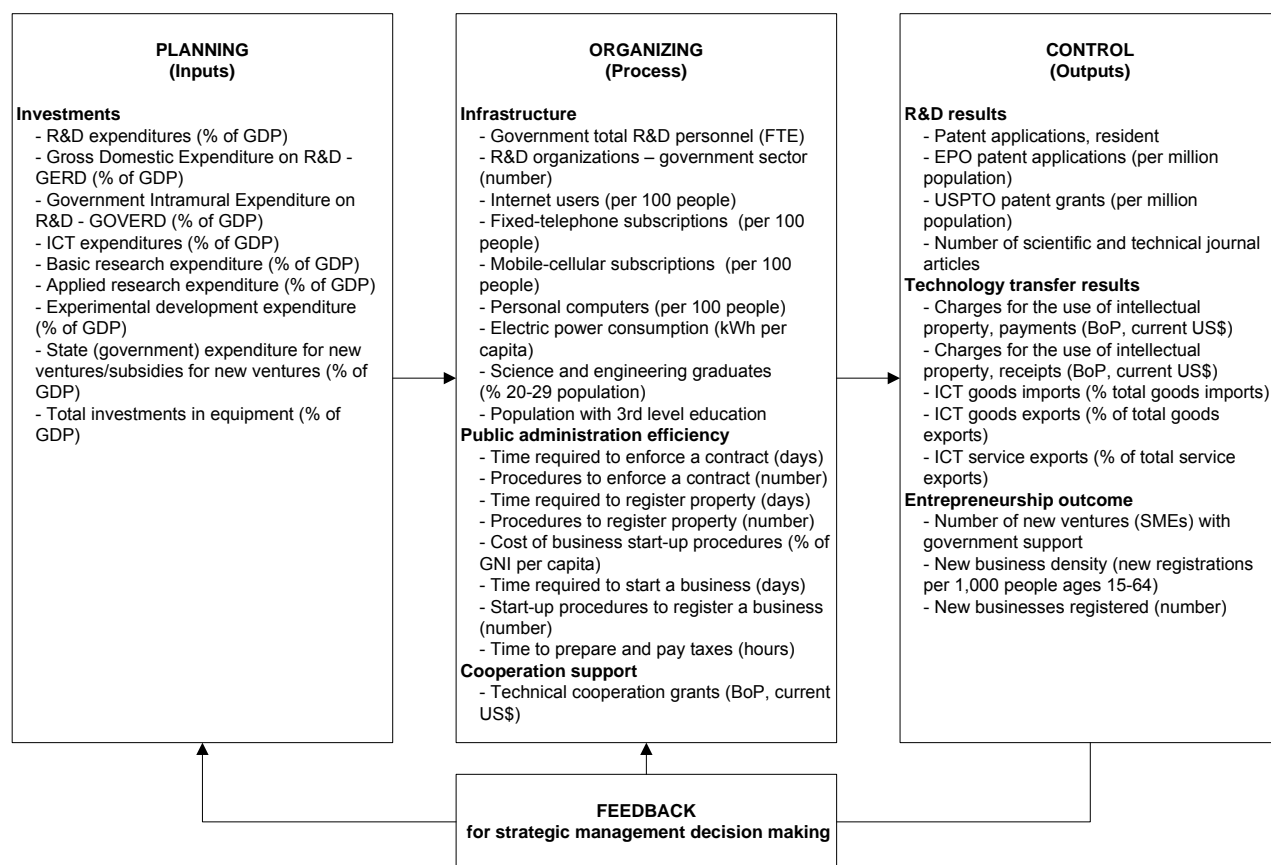 PLANNING
(Inputs)
Investments
- R&D expenditures (% of GDP)
- Gross Domestic Expenditure on R&D -
GERD (% of GDP)
- Government Intramural Expenditure on
R&D - GOVERD (% of GDP)
- ICT expenditures (% of GDP)
- Basic research expenditure (% of GDP)
- Applied research expenditure (% of GDP)
- Experimental development expenditure
(% of GDP)
- State (government) expenditure for new
ventures/subsidies for new ventures (% of
GDP)
- Total investments in equipment (% of
GDP)
ORGANIZING
(Process)
Infrastructure
- Government total R&D personnel (FTE)
- R&D organizations – government sector
(number)
- Internet users (per 100 people)
- Fixed-telephone subscriptions (per 100
people)
- Mobile-cellular subscriptions (per 100
people)
- Personal computers (per 100 people)
- Electric power consumption (kWh per
capita)
- Science and engineering graduates
(% 20-29 population)
- Population with 3rd level education
Public administration efficiency
- Time required to enforce a contract (days)
- Procedures to enforce a contract (number)
- Time required to register property (days)
- Procedures to register property (number)
- Cost of business start-up procedures (% of
GNI per capita)
- Time required to start a business (days)
- Start-up procedures to register a business
(number)
- Time to prepare and pay taxes (hours)
Cooperation support
- Technical cooperation grants (BoP, current
US$)
CONTROL
(Outputs)
R&D results
- Patent applications, resident
- EPO patent applications (per million
population)
- USPTO patent grants (per million
population)
- Number of scientific and technical journal
articles
Technology transfer results
- Charges for the use of intellectual
property, payments (BoP, current US$)
- Charges for the use of intellectual
property, receipts (BoP, current US$)
- ICT goods imports (% total goods imports)
- ICT goods exports (% of total goods
exports)
- ICT service exports (% of total service
exports)
Entrepreneurship outcome
- Number of new ventures (SMEs) with
government support
- New business density (new registrations
per 1,000 people ages 15-64)
- New businesses registered (number)
FEEDBACK
for strategic management decision making